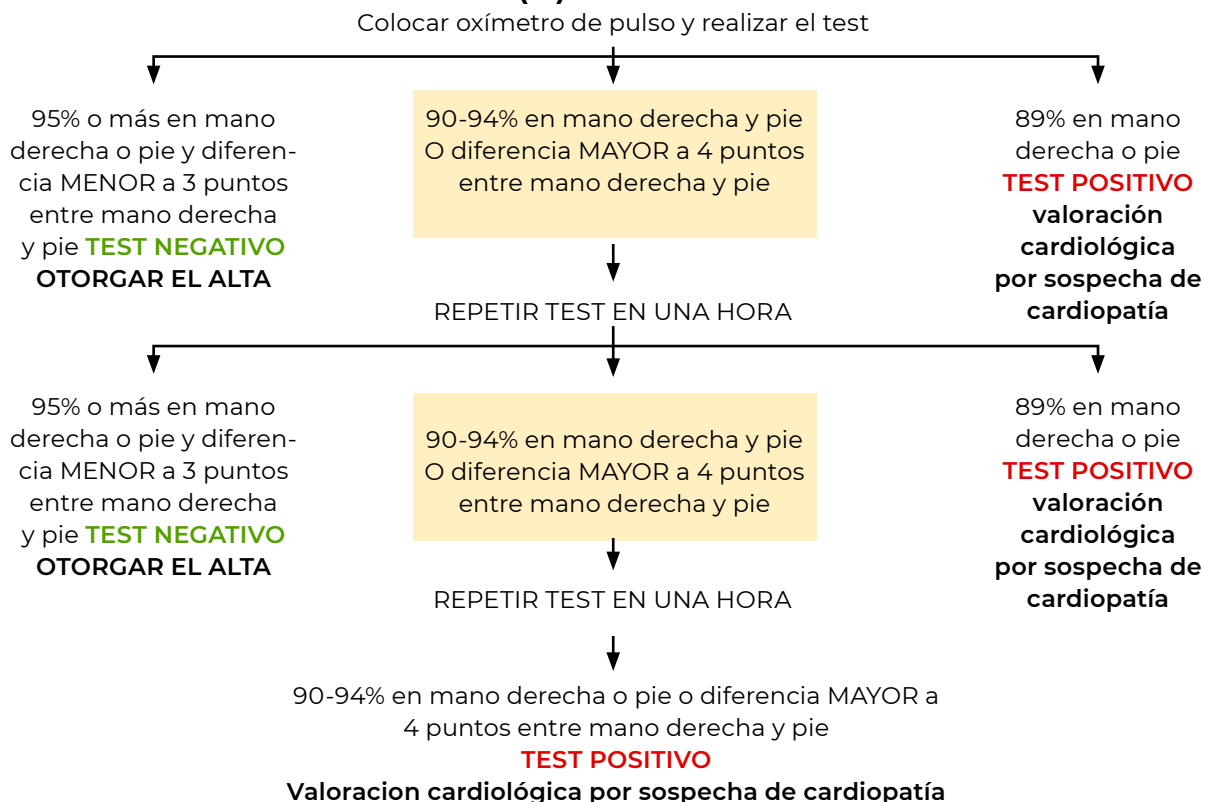 Colocar oxímetro de pulso y realizar el test
95% o más en mano
derecha o pie y diferen-
cia MENOR a 3 puntos
entre mano derecha
y pie TEST NEGATIVO
OTORGAR EL ALTA
90-94% en mano derecha y pie
O diferencia MAYOR a 4 puntos
entre mano derecha y pie
89% en mano
derecha o pie
TEST POSITIVO
valoración
cardiológica
por sospecha de
cardiopatía
REPETIR TEST EN UNA HORA
95% o más en mano
derecha o pie y diferen-
cia MENOR a 3 puntos
entre mano derecha
y pie TEST NEGATIVO
OTORGAR EL ALTA
90-94% en mano derecha y pie
O diferencia MAYOR a 4 puntos
entre mano derecha y pie
89% en mano
derecha o pie
TEST POSITIVO
valoración
cardiológica
por sospecha de
cardiopatía
REPETIR TEST EN UNA HORA
90-94% en mano derecha o pie o diferencia MAYOR a
4 puntos entre mano derecha y pie
TEST POSITIVO
Valoracion cardiológica por sospecha de cardiopatía